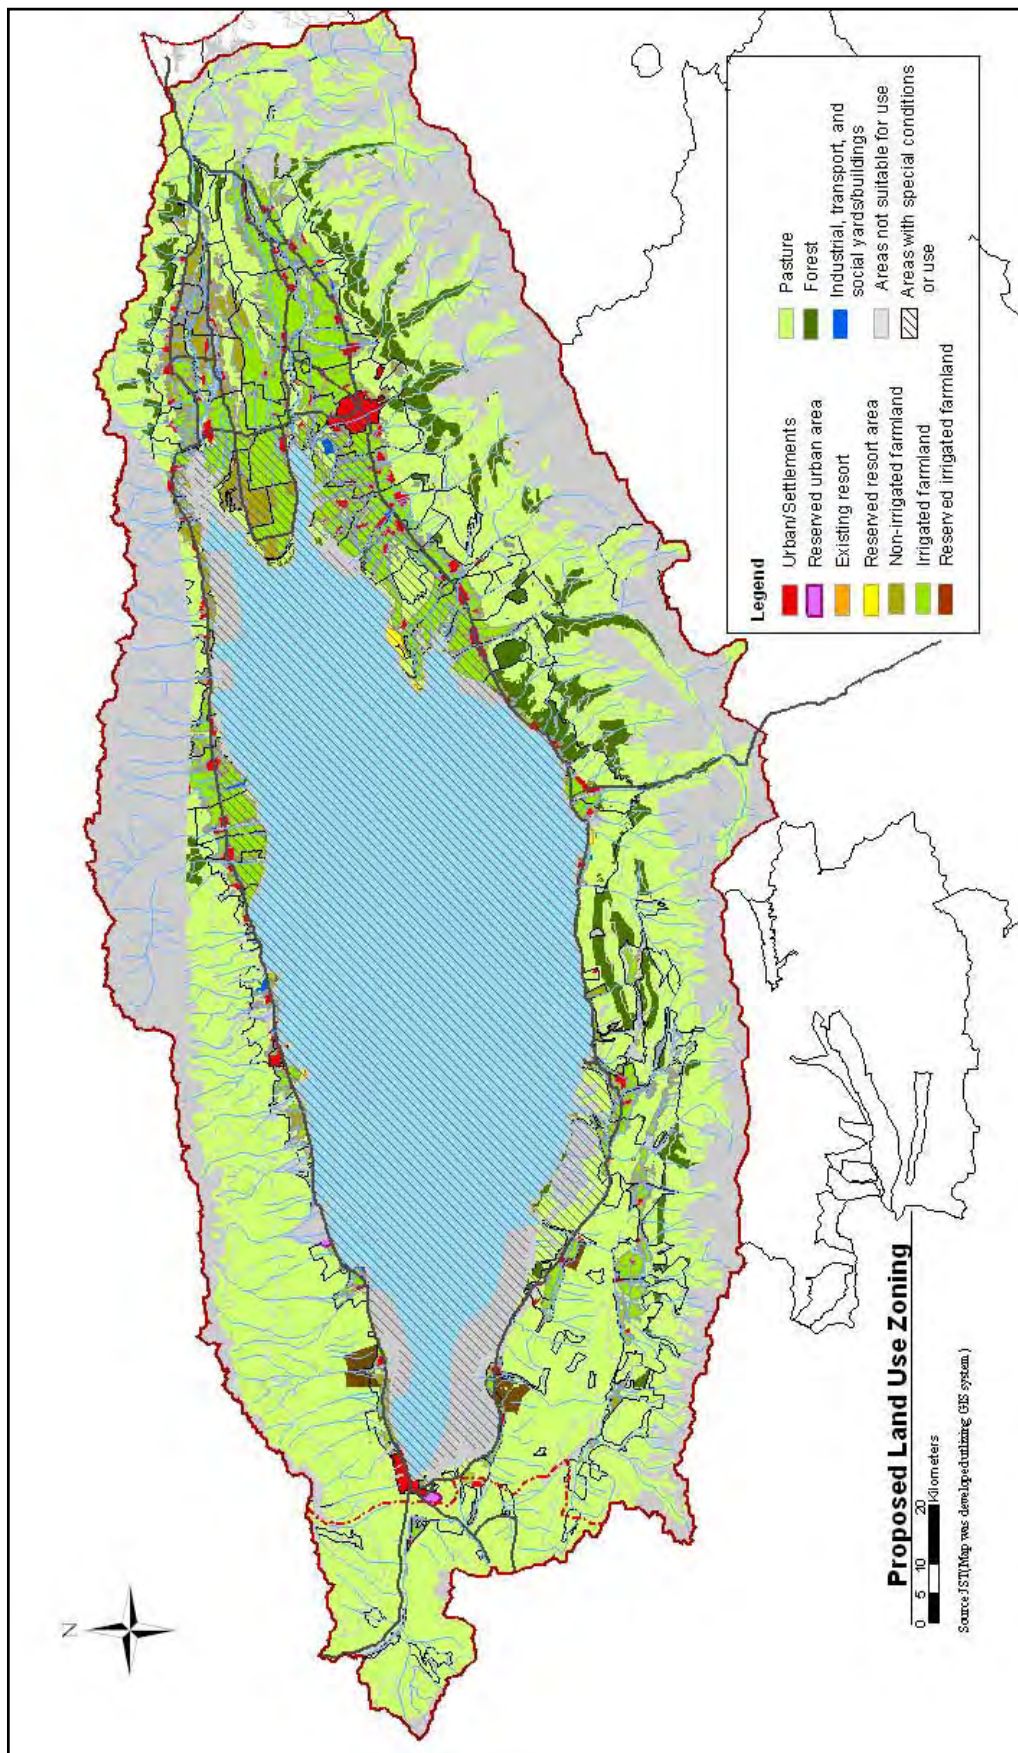 N
Legend
Urban/Settlements
Reserved urban area
Existing resort
Reserved resort area
Non-irrigated farmland
Irrigated farmland
Reserved irrigated farmland
Pasture
Forest
Industrial, transport, and
social yards/buildings
Areas not suitable for use
Areas with special conditions
or use
Proposed Land Use Zoning
0 5 10 20
Kilometers
Source JST(Map was developed utilizing GIS system)